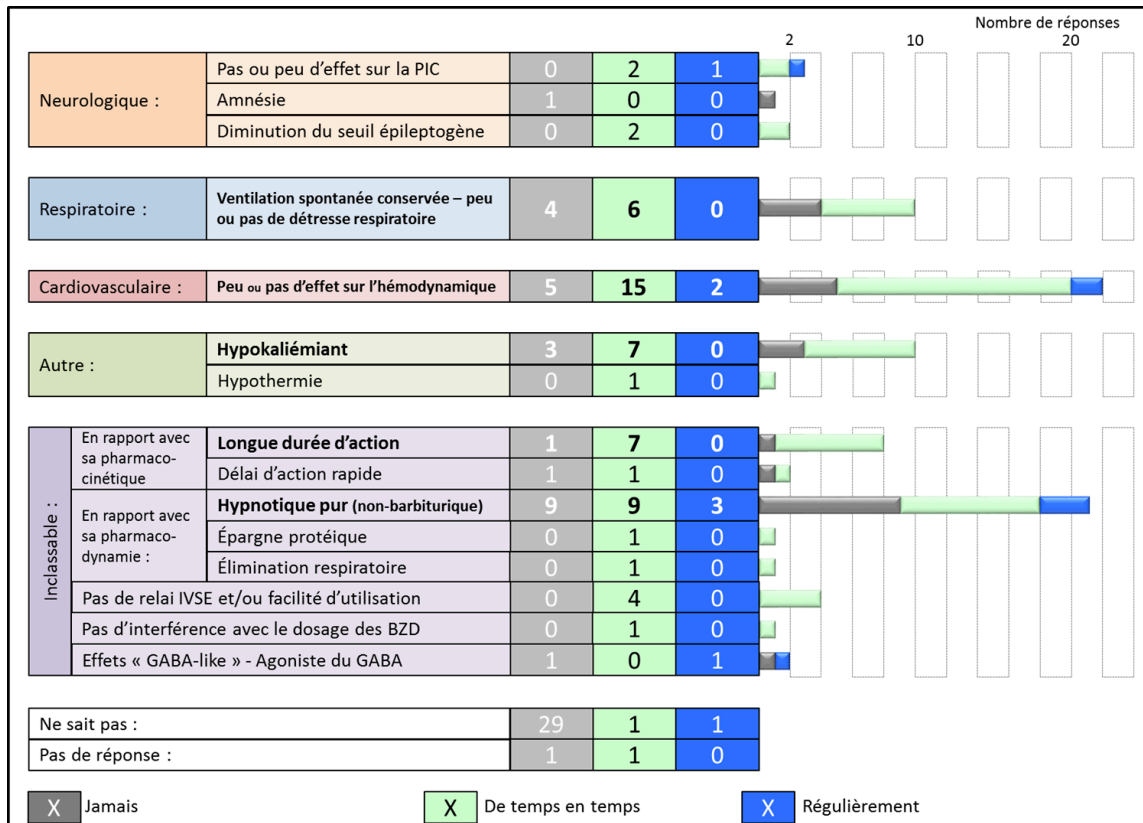 Nombre de réponses
2 10 20
Neurologique :
Pas ou peu d'effet sur la PIC 0 2 1
Amnésie 1 0 0
Diminution du seuil épileptogène 0 2 0
Respiratoire :
Ventilation spontanée conservée – peu
ou pas de détresse respiratoire
4 6 0
Cardiovasculaire :
Peu ou pas d'effet sur l'hémodynamique 5 15 2
Autre :
Hypokaliémiant 3 7 0
Hypothermie 0 1 0
Inclassable :
En rapport avec
sa pharmaco-
cinétique
Longue durée d'action 1 7 0
Délai d'action rapide 1 1 0
En rapport avec
sa pharmaco-
dynamie :
Hypnotique pur (non-barbiturique) 9 9 3
Épargne protéique 0 1 0
Élimination respiratoire 0 1 0
Pas de relai IVSE et/ou facilité d'utilisation 0 4 0
Pas d'interférence avec le dosage des BZD 0 1 0
Effets « GABA-like » - Agoniste du GABA 1 0 1
Ne sait pas : 29 1 1
Pas de réponse : 1 1 0
X Jamais
X De temps en temps
X Régulièrement